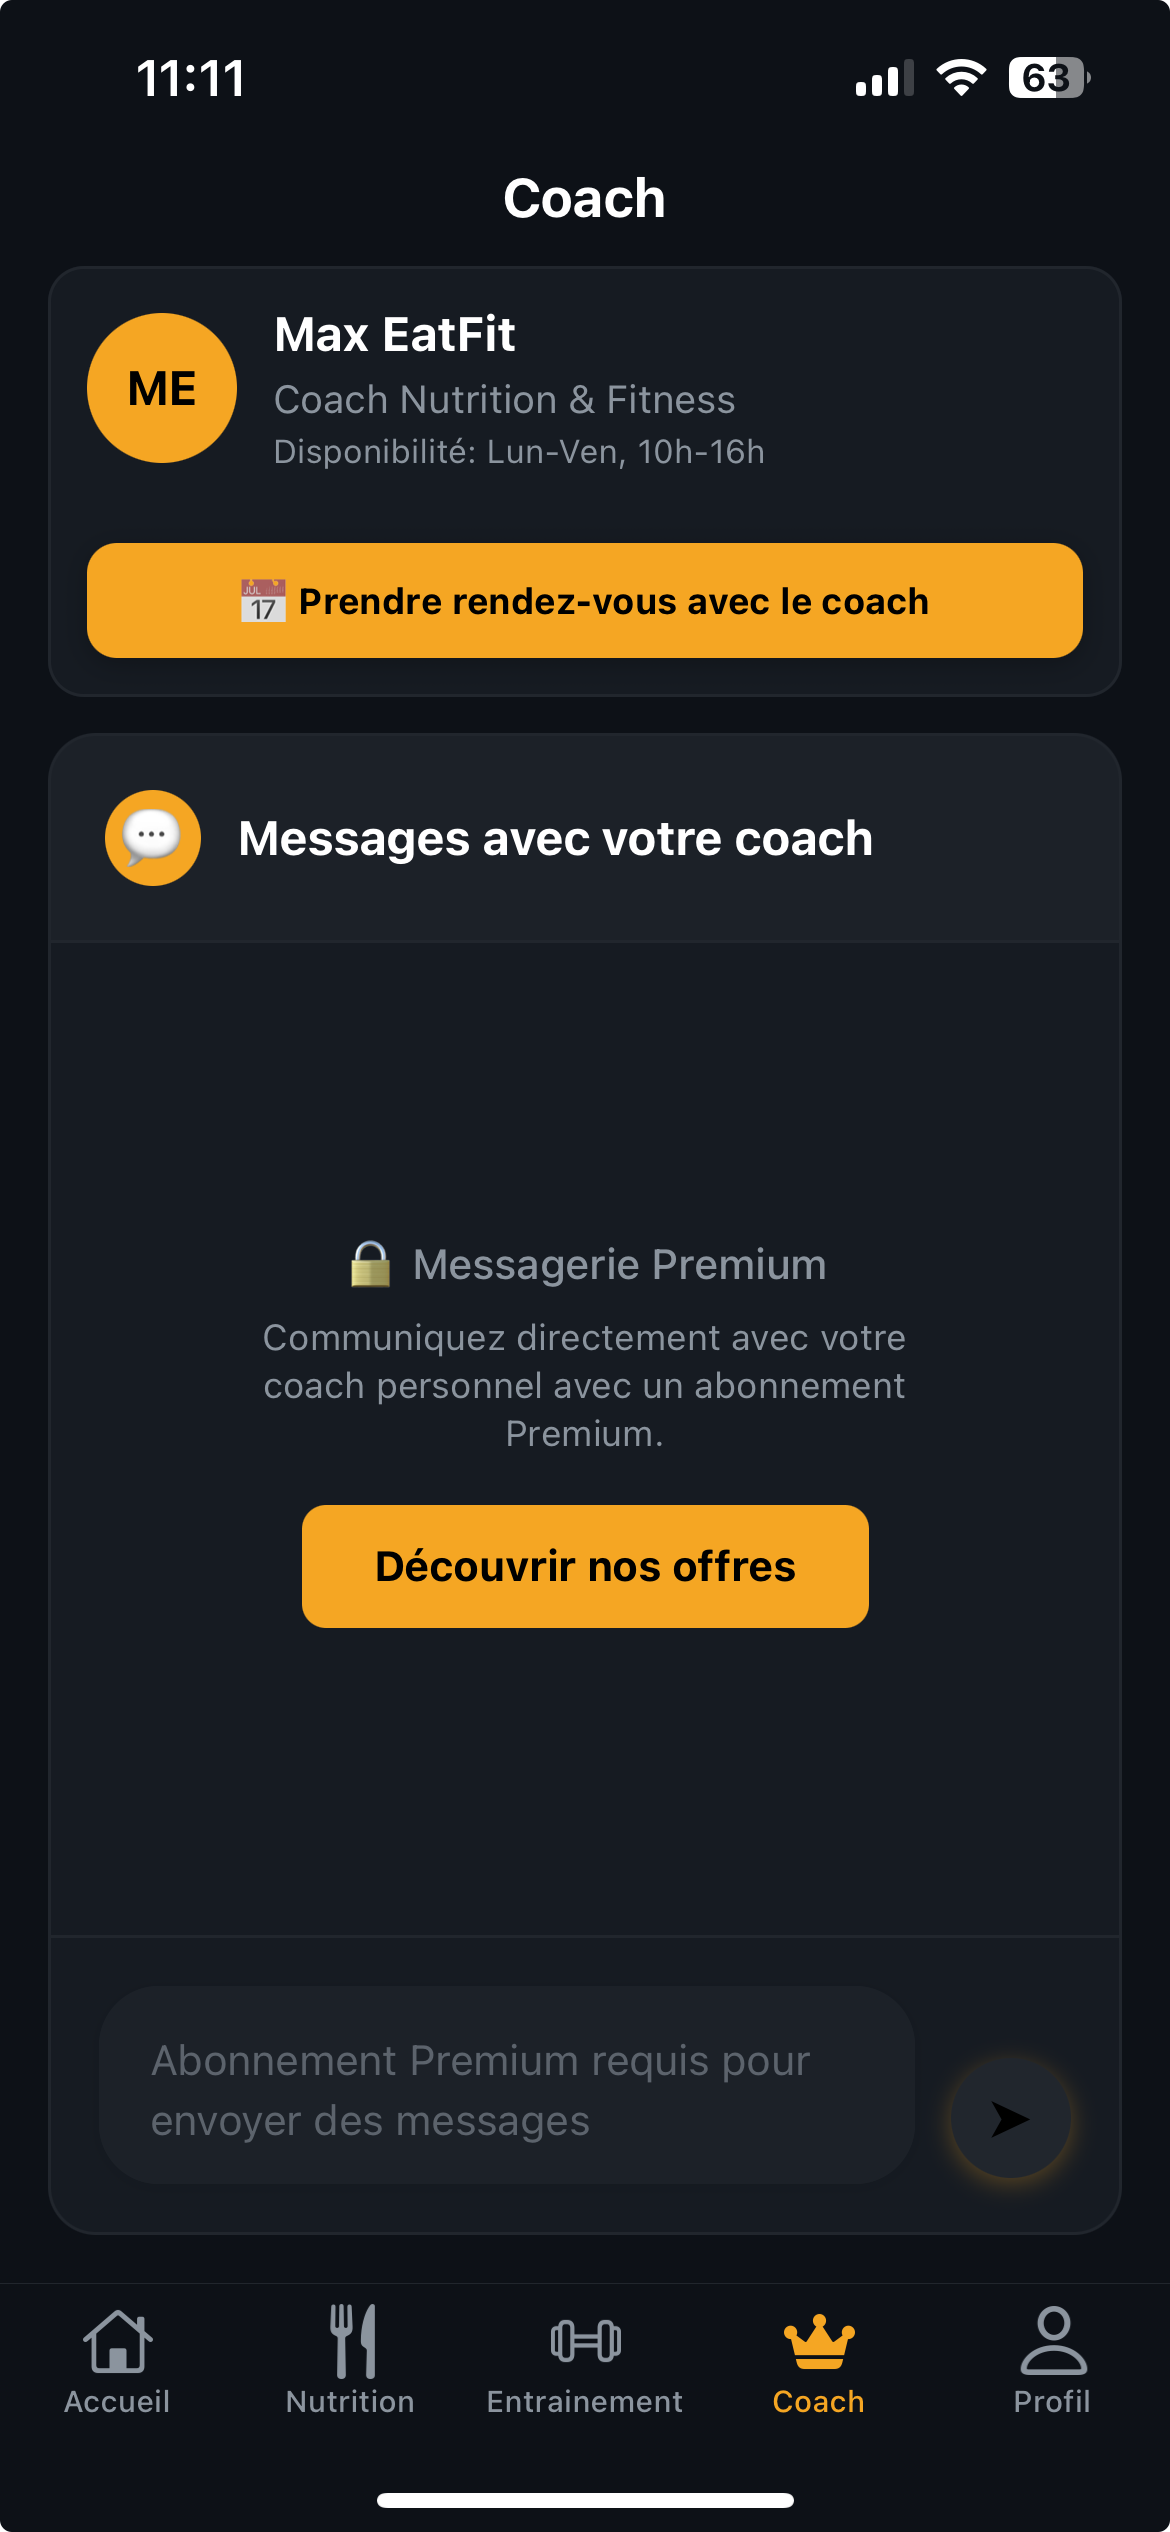 11:11
63
Coach
ME
Max EatFit
Coach Nutrition & Fitness
Disponibilité: Lun-Ven, 10h-16h
JUL
17
Prendre rendez-vous avec le coach
Messages avec votre coach
Messagerie Premium
Communiquez directement avec votre
coach personnel avec un abonnement
Premium.
Découvrir nos offres
Abonnement Premium requis pour
envoyer des messages
Accueil
Nutrition
Entrainement
Coach
Profil